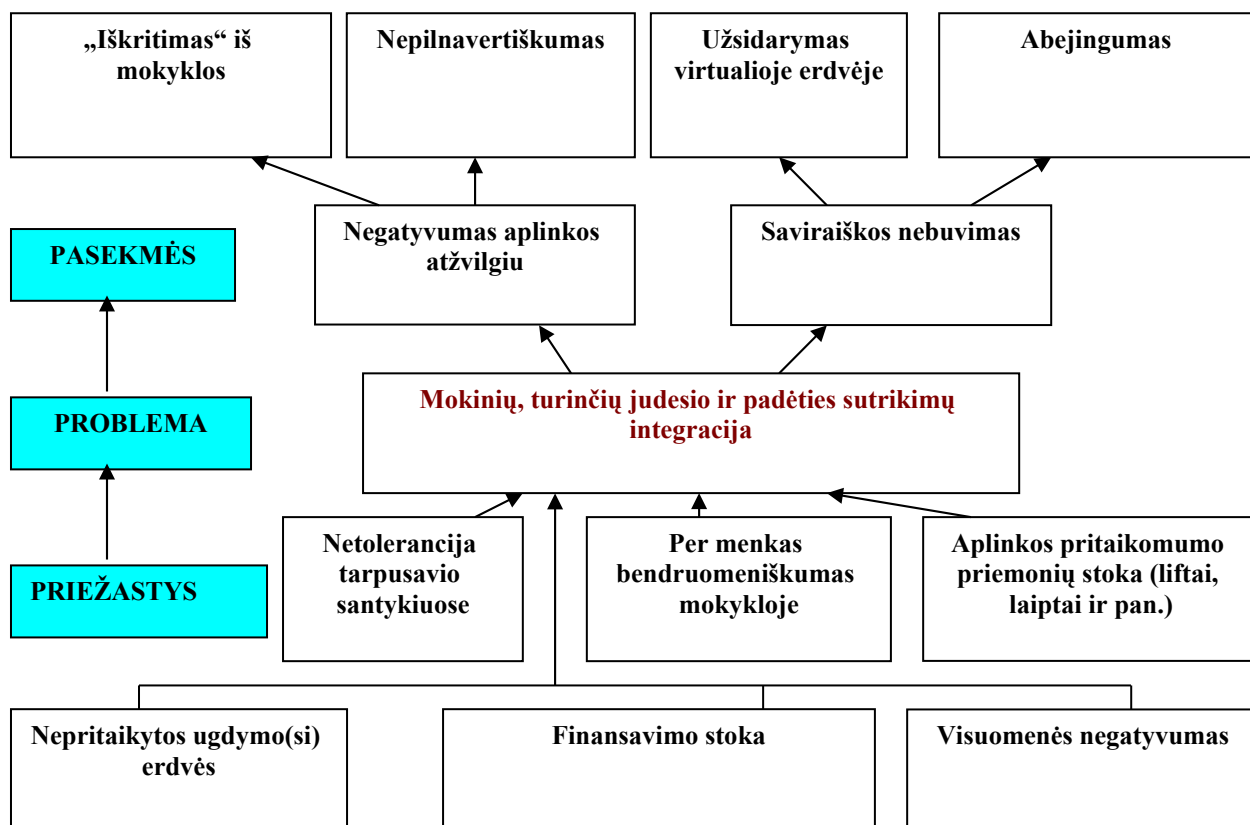 „Iškritimas“ iš
mokyklos
Nepilnavertiškumas
Užsidarymas
virtualioje erdvėje
Abejingumas
Negatyvumas aplinkos
atžvilgiu
Saviraiškos nebuvimas
PASEKMĖS
Mokinių, turinčių judesio ir padėties sutrikimų
integracija
PROBLEMA
Netolerancija
tarpusavio
santykiuose
Per menkas
bendruomeniškumas
mokykloje
Aplinkos pritaikomumo
priemonių stoka (liftai,
laiptai ir pan.)
PRIEŽASTYS
Nepritaikytos ugdymo(si)
erdvės
Finansavimo stoka
Visuomenės negatyvumas